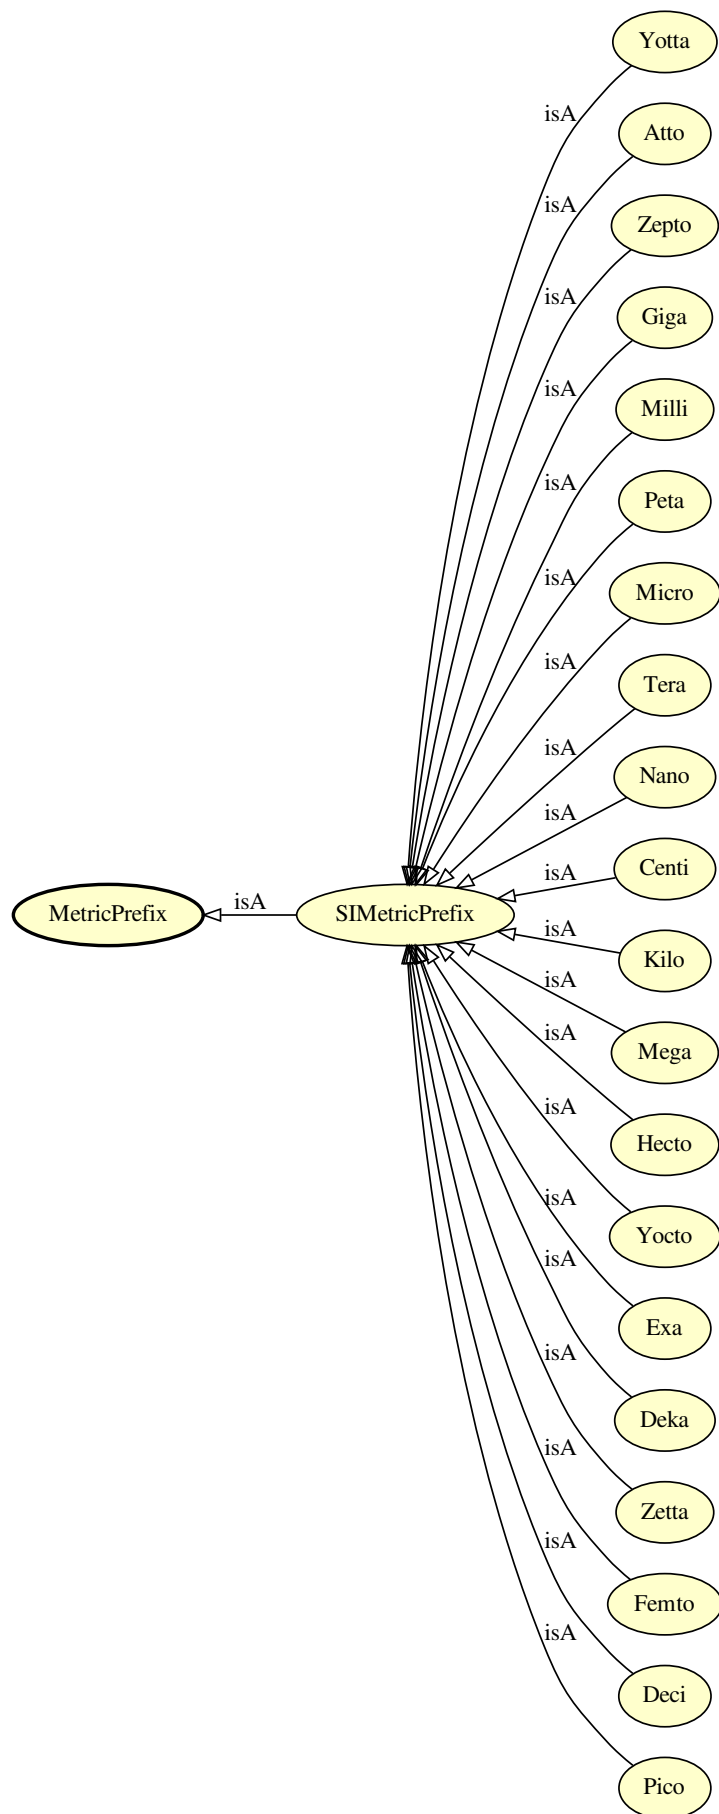 Yotta
isA
Atto
isA
Zepto
isA
Giga
isA
Milli
isA
Peta
isA
Micro
isA
Tera
isA
Nano
isA
Centi
isA
MetricPrefix isA SIMetricPrefix
isA
Kilo
isA
Mega
isA
Hecto
isA
Yocto
isA
Exa
isA
Deka
isA
Zetta
isA
Femto
isA
Deci
isA
Pico